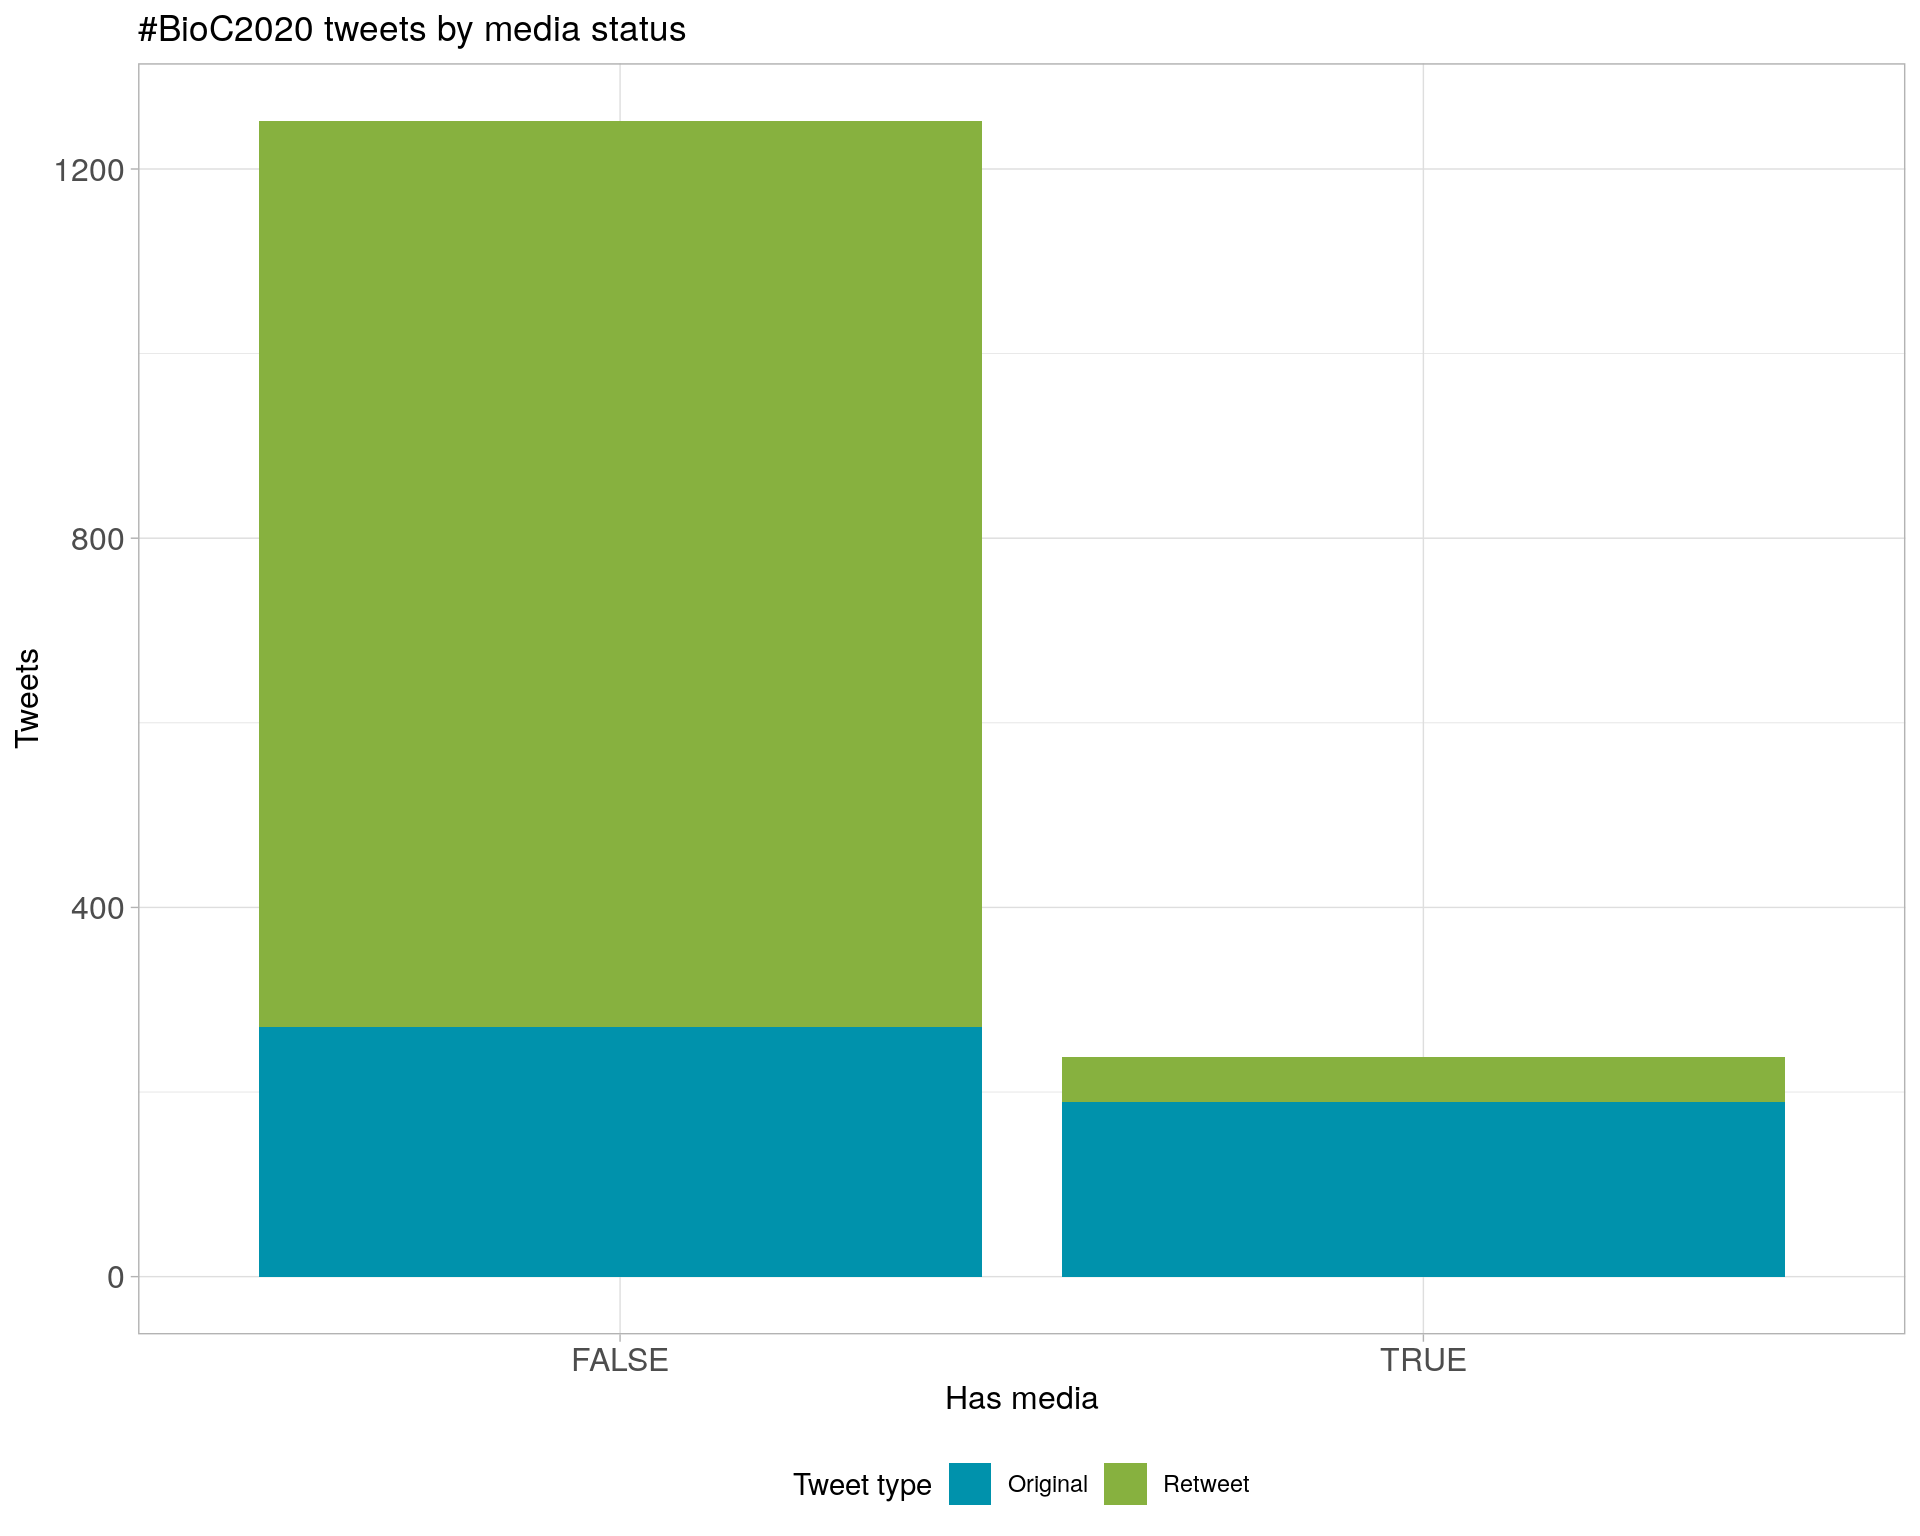 #BioC2020 tweets by media status
1200
800
400
0
Tweets
FALSE
TRUE
Has media
Tweet type
Original
Retweet